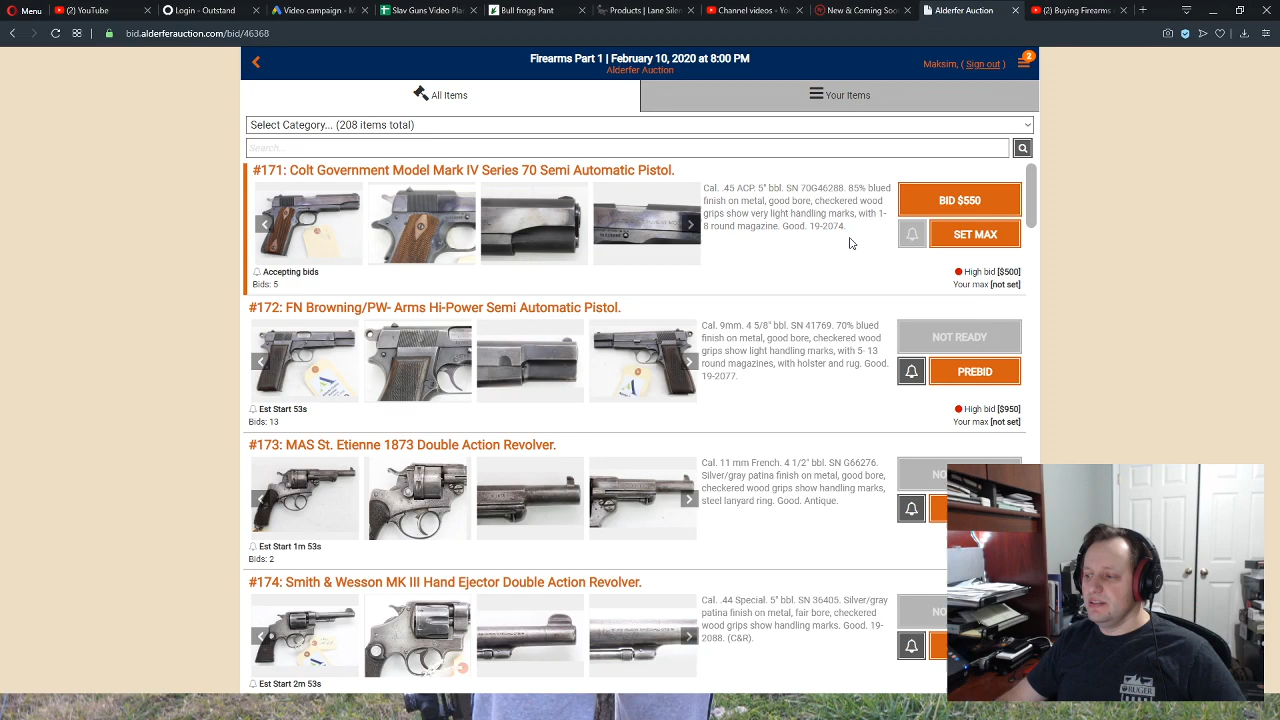 Menu
YouTube
Login - Outstand
Video campaign - M
Slav Guns Video Pla
Bull frogg Pant
Products | Lane Silen
Channel videos - Yo
New & Coming Soo
Alderfer Auction
(2) Buying Firearms
bid.alderferauction.com/bid/46368
Firearms Part 1 | February 10, 2020 at 8:00 PM
Alderfer Auction
Maksim, ( Sign out )
2
All Items
Your Items
Select Category... (208 items total)
Search...
#171: Colt Government Model Mark IV Series 70 Semi Automatic Pistol.
Cal. .45 ACP. 5" bbl. SN 70G46288. 85% blued
finish on metal, good bore, checkered wood
grips show very light handling marks, with 1-
8 round magazine. Good. 19-2074.
BID $550
SET MAX
Accepting bids
Bids: 5
High bid [$500]
Your max [not set]
#172: FN Browning/PW- Arms Hi-Power Semi Automatic Pistol.
Cal. 9mm. 4 5/8" bbl. SN 41769. 70% blued
finish on metal, good bore, checkered wood
grips show light handling marks, with 5- 13
round magazines, with holster and rug. Good.
19-2077.
NOT READY
PREBID
Est Start 53s
Bids: 13
High bid [$950]
Your max [not set]
#173: MAS St. Etienne 1873 Double Action Revolver.
Cal. 11 mm French. 4 1/2" bbl. SN G66276.
Silver/gray patina finish on metal, good bore,
checkered wood grips show handling marks,
steel lanyard ring. Good. Antique.
NO
Est Start 1m 53s
Bids: 2
#174: Smith & Wesson MK III Hand Ejector Double Action Revolver.
Cal. .44 Special. 5" bbl. SN 36405. Silver/gray
patina finish on metal, fair bore, checkered
wood grips show handling marks. Good. 19-
2088. (C&R).
NO
Est Start 2m 53s
RUGER